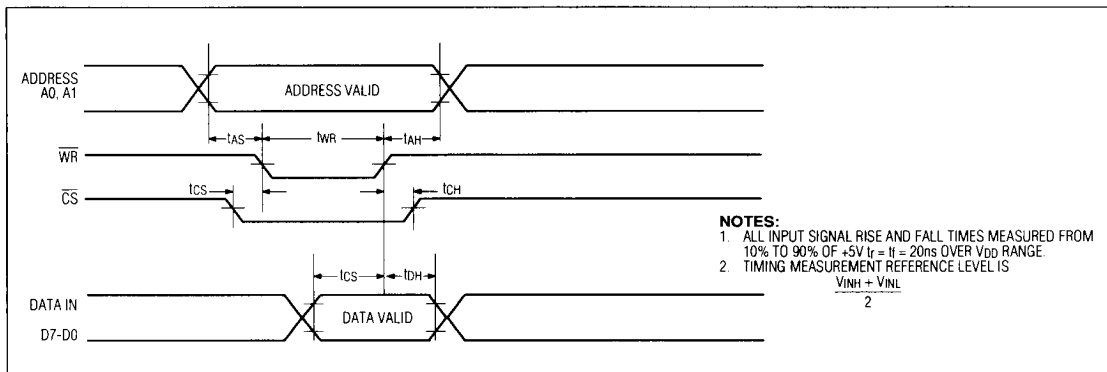 ADDRESS
A0, A1
ADDRESS VALID
tAS
tWR
tAH
WR
tCS
tCH
CS
tCS
tDH
DATA IN
D7-D0
DATA VALID
NOTES:
1. ALL INPUT SIGNAL RISE AND FALL TIMES MEASURED FROM
10% TO 90% OF +5V tr = tf = 20ns OVER VDD RANGE.
2. TIMING MEASUREMENT REFERENCE LEVEL IS
VINH + VINL
2